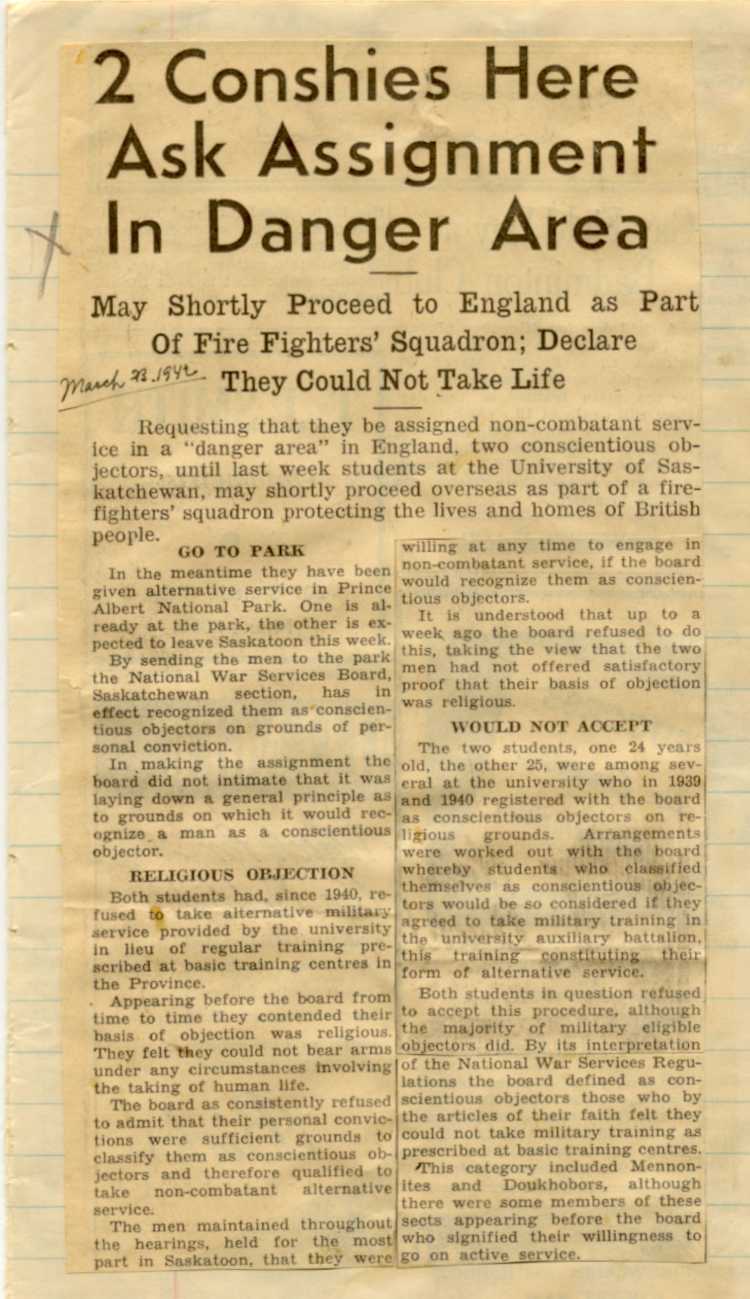 2 Conshies Here
Ask Assignment
In Danger Area
May Shortly Proceed to England as Part
Of Fire Fighters' Squadron; Declare
March 23.1942
They Could Not Take Life
Requesting that they be assigned non-combatant serv-
ice in a "danger area" in England, two conscientious ob-
jectors, until last week students at the University of Sas-
katchewan, may shortly proceed overseas as part of a fire-
fighters' squadron protecting the lives and homes of British
people.
GO TO PARK
In the meantime they have been
given alternative service in Prince
Albert National Park. One is al-
ready at the park, the other is ex-
pected to leave Saskatoon this week.
By sending the men to the park
the National War Services Board,
Saskatchewan section, has in
effect recognized them as conscien-
tious objectors on grounds of per-
sonal conviction.
In making the assignment the
board did not intimate that it was
laying down a general principle as
to grounds on which it would rec-
ognize a man as a conscientious
objector.
RELIGIOUS OBJECTION
Both students had, since 1940, re-
fused to take alternative military
service provided by the university
in lieu of regular training pre-
scribed at basic training centres in
the Province.
Appearing before the board from
time to time they contended their
basis of objection was religious.
They felt they could not bear arms
under any circumstances involving
the taking of human life.
The board as consistently refused
to admit that their personal convic-
tions were sufficient grounds to
classify them as conscientious ob-
jectors and therefore qualified to
take non-combatant alternative
service.
The men maintained throughout
the hearings, held for the most
part in Saskatoon, that they were
willing at any time to engage in
non-combatant service, if the board
would recognize them as conscien-
tious objectors.
It is understood that up to a
week ago the board refused to do
this, taking the view that the two
men had not offered satisfactory
proof that their basis of objection
was religious.
WOULD NOT ACCEPT
The two students, one 24 years
old, the other 25, were among sev-
eral at the university who in 1939
and 1940 registered with the board
as conscientious objectors on re-
ligious grounds. Arrangements
were worked out with the board
whereby students who classified
themselves as conscientious objec-
tors would be so considered if they
agreed to take military training in
the university auxiliary battalion,
this training constituting their
form of alternative service.
Both students in question refused
to accept this procedure, although
the majority of military eligible
objectors did. By its interpretation
of the National War Services Regu-
lations the board defined as con-
scientious objectors those who by
the articles of their faith felt they
could not take military training as
prescribed at basic training centres.
This category included Mennon-
ites and Doukhobors, although
there were some members of these
sects appearing before the board
who signified their willingness to
go on active service.